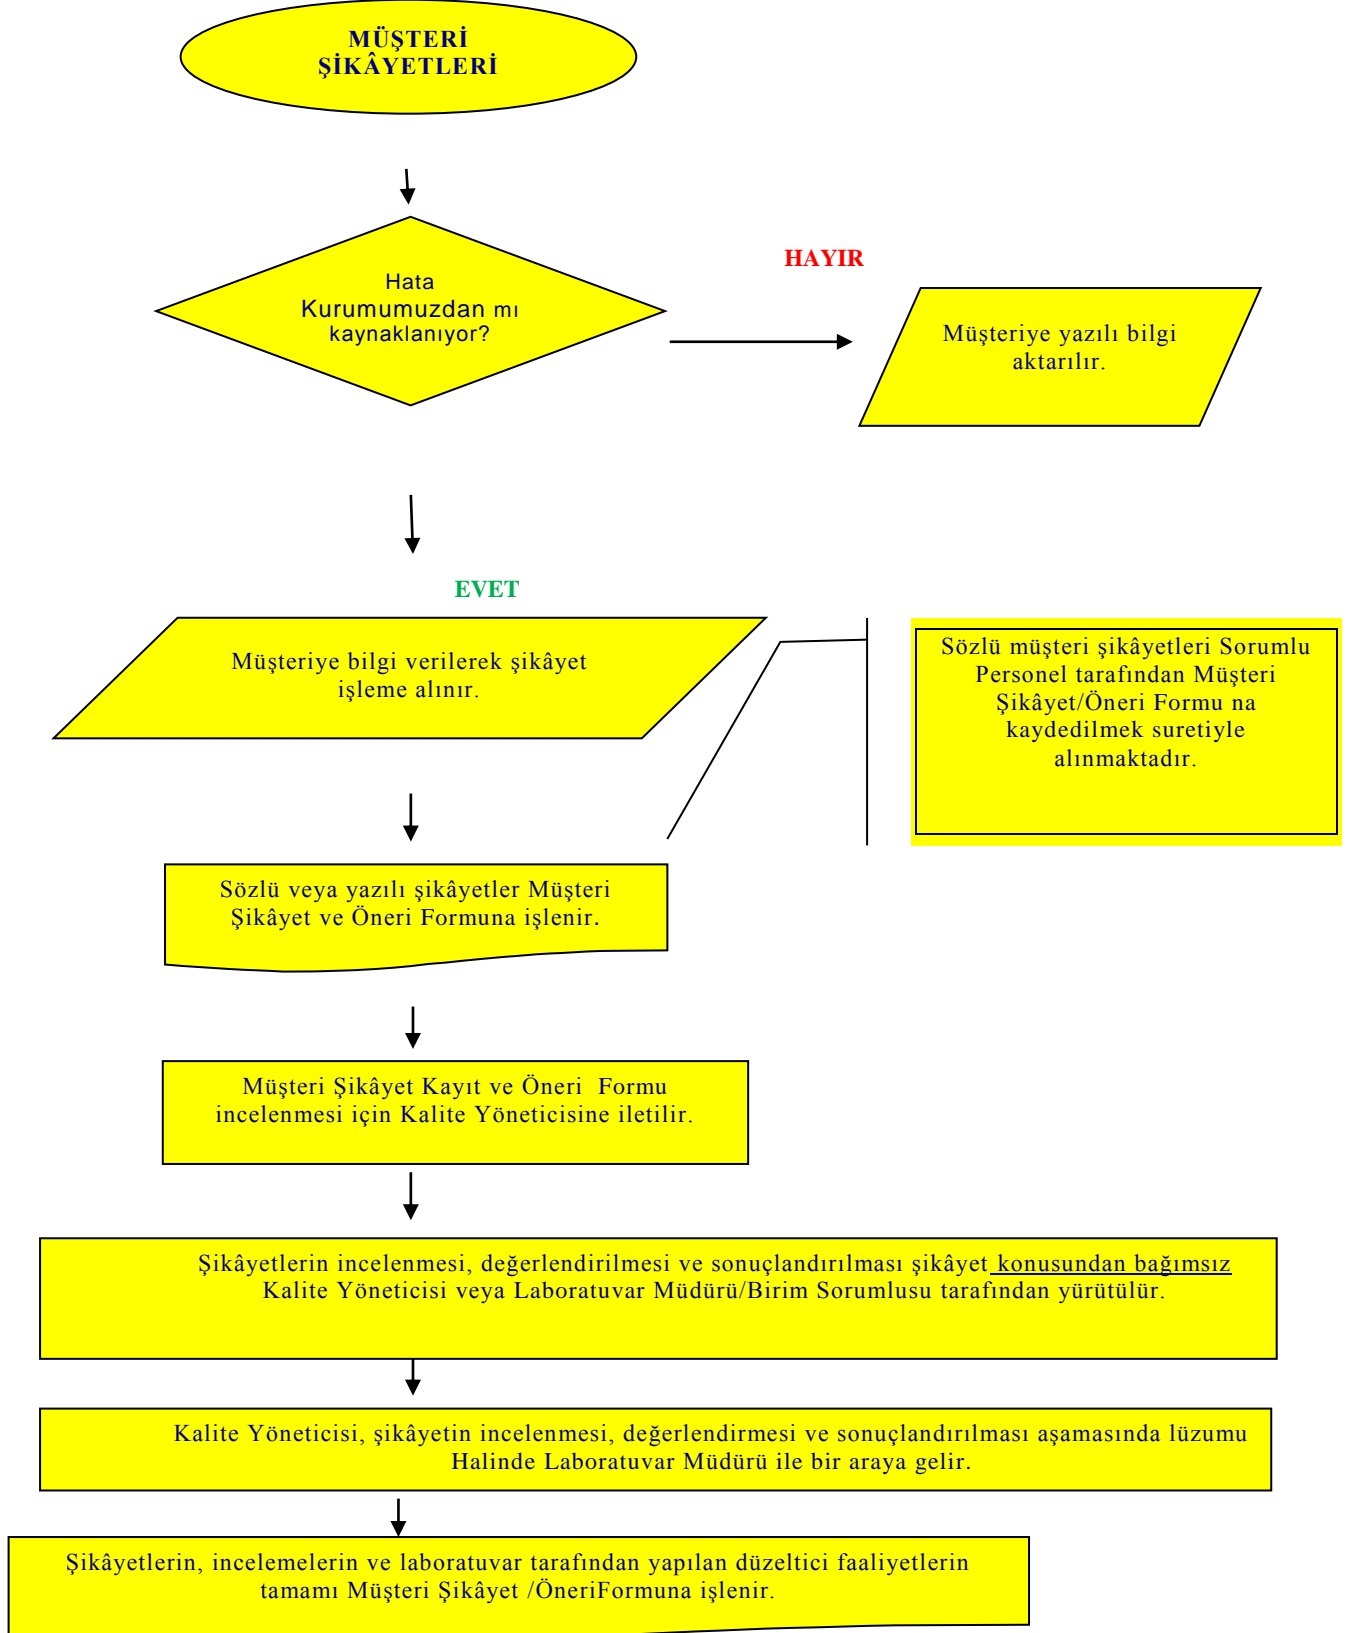 MÜŞTERİ
ŞİKÂYETLERİ
Hata
Kurumumuzdan mı
kaynaklanıyor?
HAYIR
Müşteriye yazılı bilgi
aktarılır.
EVET
Müşteriye bilgi verilerek şikâyet
işleme alınır.
Sözlü müşteri şikâyetleri Sorumlu
Personel tarafından Müşteri
Şikâyet/Öneri Formu na
kaydedilmek suretiyle
alınmaktadır.
Sözlü veya yazılı şikâyetler Müşteri
Şikâyet ve Öneri Formuna işlenir.
Müşteri Şikâyet Kayıt ve Öneri  Formu
incelenmesi için Kalite Yöneticisine iletilir.
Şikâyetlerin incelenmesi, değerlendirilmesi ve sonuçlandırılması şikâyet konusundan bağımsız
Kalite Yöneticisi veya Laboratuvar Müdürü/Birim Sorumlusu tarafından yürütülür.
Kalite Yöneticisi, şikâyetin incelenmesi, değerlendirmesi ve sonuçlandırılması aşamasında lüzumu
Halinde Laboratuvar Müdürü ile bir araya gelir.
Şikâyetlerin, incelemelerin ve laboratuvar tarafından yapılan düzeltici faaliyetlerin
tamamı Müşteri Şikâyet /ÖneriFormuna işlenir.